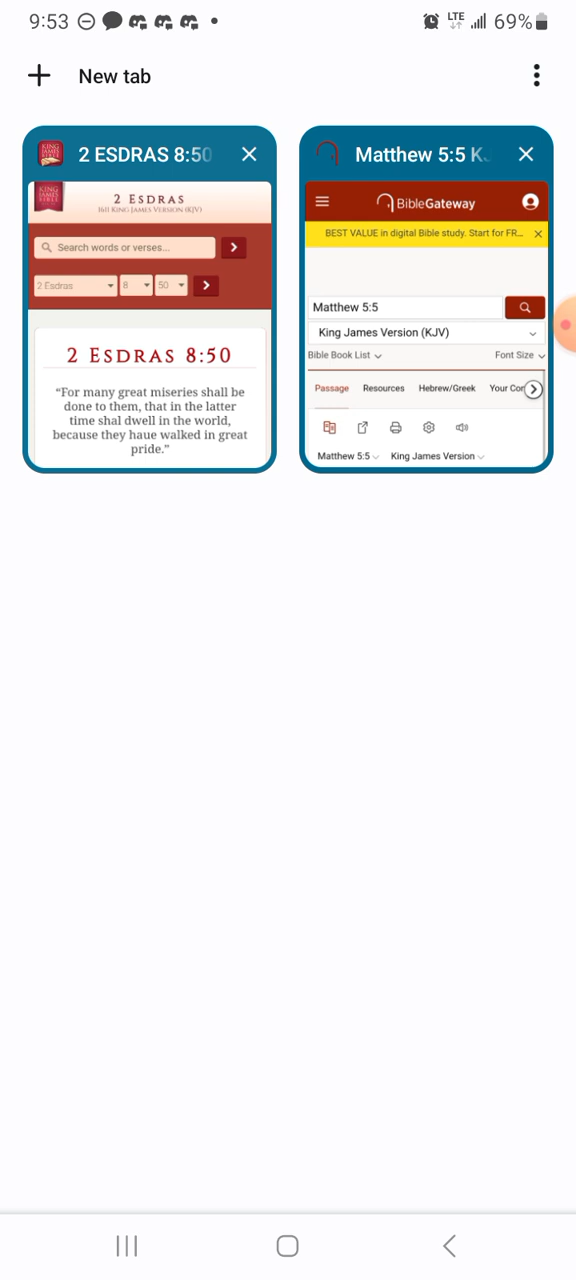 9:53
LTE
69%
New tab
2 ESDRAS 8:50
KING JAMES BIBLE
2 ESDRAS
1611 KING JAMES VERSION (KJV)
Search words or verses...
2 Esdras 8 50
2 ESDRAS 8:50
“For many great miseries shall be
done to them, that in the latter
time shal dwell in the world,
because they haue walked in great
pride.”
Matthew 5:5 K
BibleGateway
BEST VALUE in digital Bible study. Start for FR...
Matthew 5:5
King James Version (KJV)
Bible Book List
Font Size
Passage Resources Hebrew/Greek Your Con
Matthew 5:5 King James Version